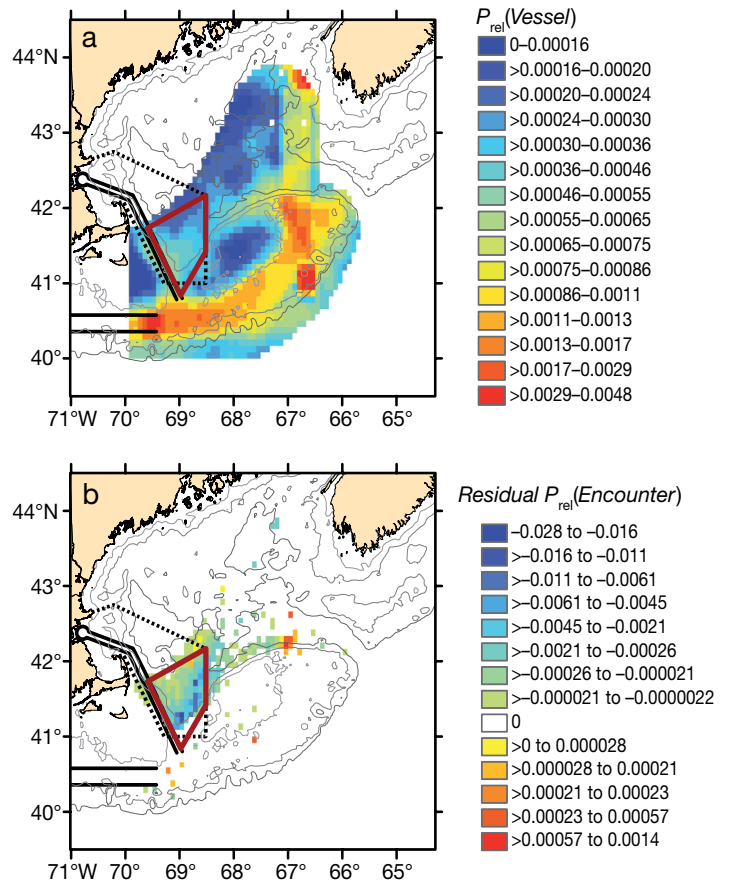 a
44°N
43°
42°
41°
40°
71°W 70° 69° 68° 67° 66° 65°
P rel(Vessel)
0–0.00016
>0.00016–0.00020
>0.00020–0.00024
>0.00024–0.00030
>0.00030–0.00036
>0.00036–0.00046
>0.00046–0.00055
>0.00055–0.00065
>0.00065–0.00075
>0.00075–0.00086
>0.00086–0.0011
>0.0011–0.0013
>0.0013–0.0017
>0.0017–0.0029
>0.0029–0.0048
b
44°N
43°
42°
41°
40°
71°W 70° 69° 68° 67° 66° 65°
Residual P rel(Encounter)
–0.028 to –0.016
>–0.016 to –0.011
>–0.011 to –0.0061
>–0.0061 to –0.0045
>–0.0045 to –0.0021
>–0.0021 to –0.00026
>–0.00026 to –0.000021
>–0.000021 to –0.0000022
0
>0 to 0.000028
>0.000028 to 0.00021
>0.00021 to 0.00023
>0.00023 to 0.00057
>0.00057 to 0.0014